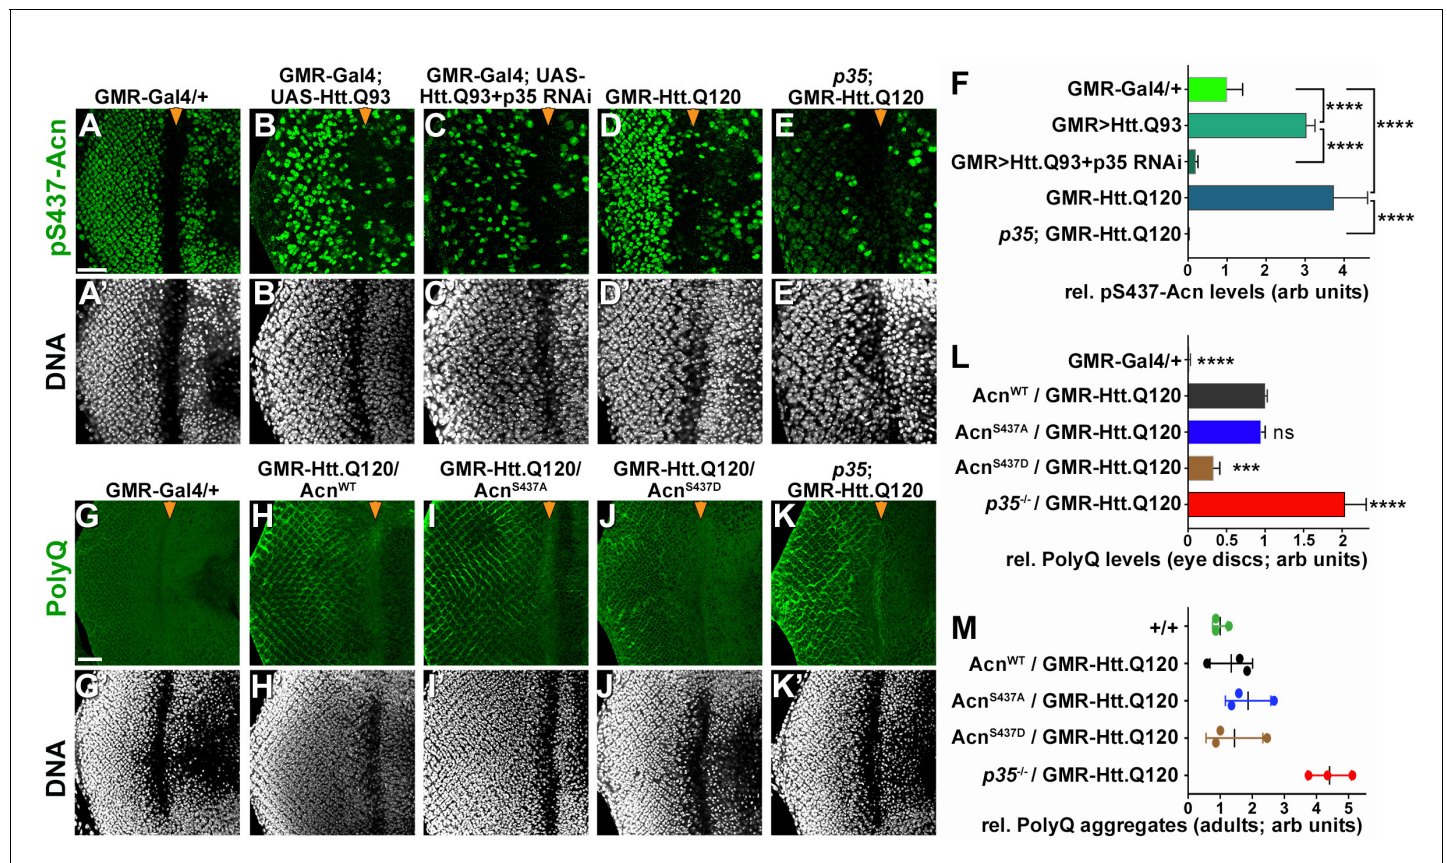 GMR-Gal4/+
GMR-Gal4;
UAS-Htt.Q93
GMR-Gal4; UAS-
Htt.Q93+p35 RNAi
GMR-Htt.Q120
p35;
GMR-Htt.Q120
pS437-Acn
A
B
C
D
E
DNA
A'
B'
C'
D'
E'
GMR-Gal4/+
GMR-Htt.Q120/
Acn^WT
GMR-Htt.Q120/
Acn^S437A
GMR-Htt.Q120/
Acn^S437D
p35;
GMR-Htt.Q120
PolyQ
G
H
I
J
K
DNA
G'
H'
I'
J'
K'
F
GMR-Gal4/+
GMR>Htt.Q93
GMR>Htt.Q93+p35 RNAi
GMR-Htt.Q120
p35; GMR-Htt.Q120
****
****
****
****
0 1 2 3 4
rel. pS437-Acn levels (arb units)
L
GMR-Gal4/+ ****
Acn^WT / GMR-Htt.Q120
Acn^S437A / GMR-Htt.Q120 ns
Acn^S437D / GMR-Htt.Q120 ***
p35^-/- / GMR-Htt.Q120 ****
0 0.5 1 1.5 2
rel. PolyQ levels (eye discs; arb units)
M
+/+
Acn^WT / GMR-Htt.Q120
Acn^S437A / GMR-Htt.Q120
Acn^S437D / GMR-Htt.Q120
p35^-/- / GMR-Htt.Q120
0 1 2 3 4 5
rel. PolyQ aggregates (adults; arb units)